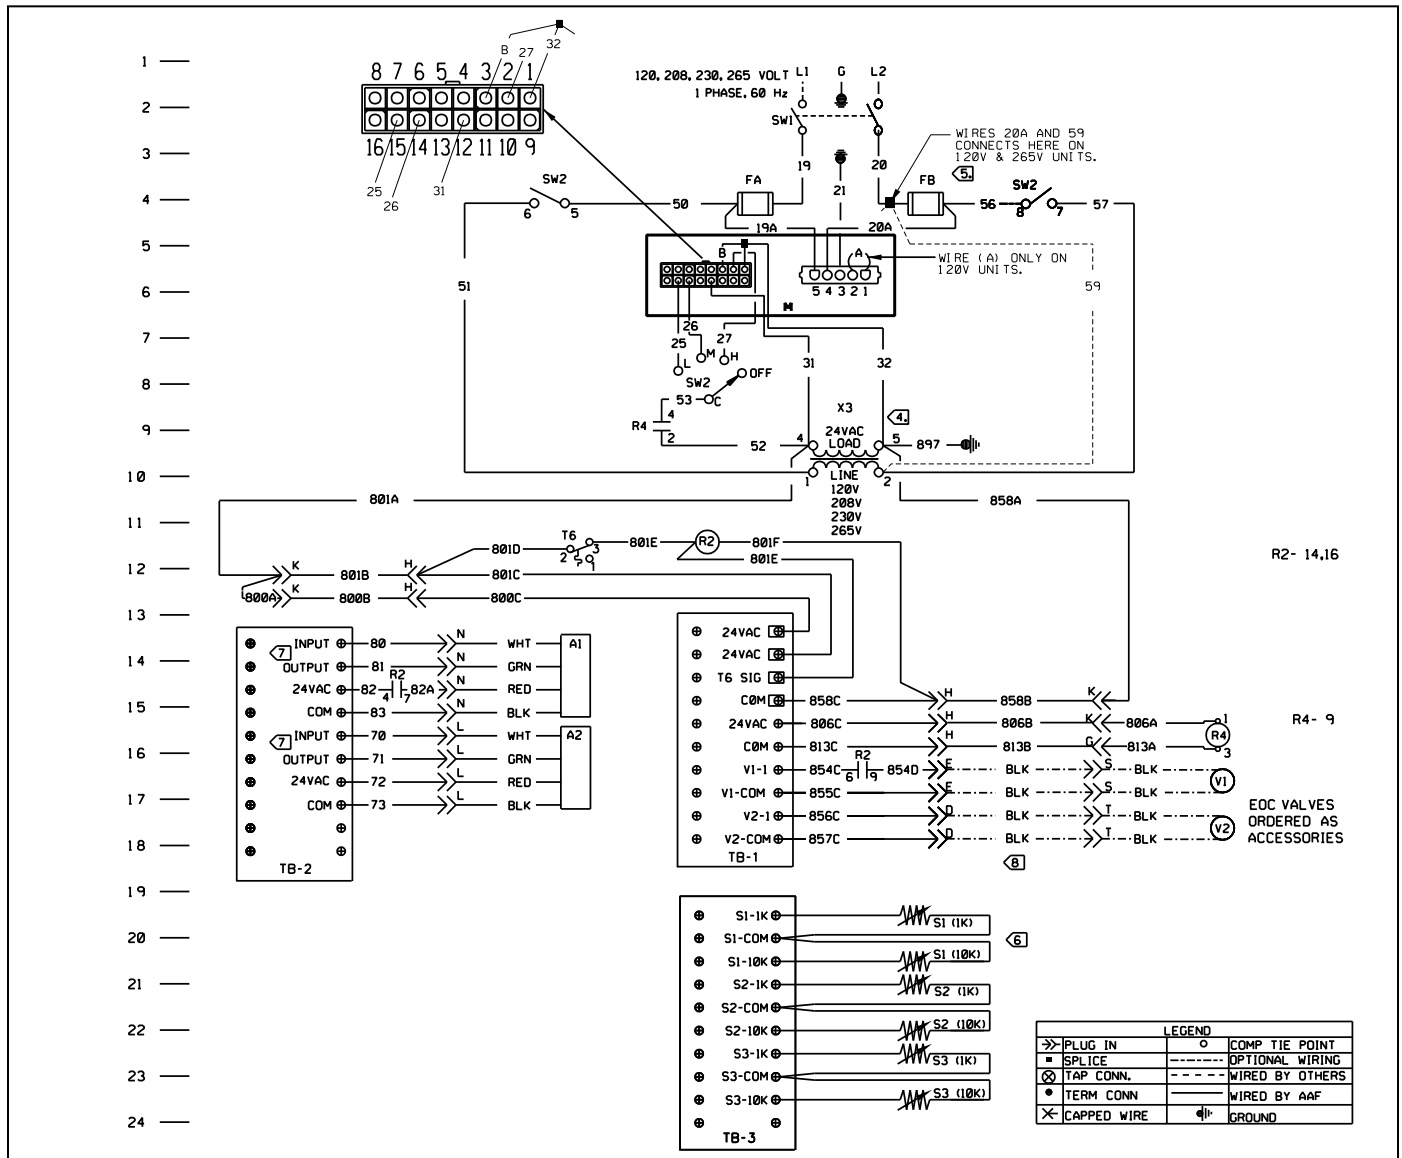 B
27
32
1
8 7 6 5 4 3 2 1
120, 208, 230, 265 VOLT
L1
G
L2
1 PHASE, 60 Hz
2
SW1
16 15 14 13 12 11 10 9
WIRES 20A AND 59
CONNECTS HERE ON
120V & 265V UNITS.
3
19
20
5.
25
26
31
SW2
FA
21
FB
SW2
4
6
5
50
56
8
7
57
19A
20A
5
B
A
WIRE (A) ONLY ON
120V UNITS.
51
59
6
5 4 3 2 1
M
26
7
25
27
M
H
L
31
32
8
SW2
OFF
53
C
X3
4.
R4
4
2
9
24VAC
LOAD
52
4
5
897
10
1
LINE
2
120V
208V
230V
265V
801A
858A
11
T6
801D
2
3
1
801E
R2
801F
801E
R2- 14,16
12
K
801B
H
801C
800A
K
800B
H
800C
13
INPUT
80
N
WHT
A1
24VAC
14
7
OUTPUT
81
N
GRN
24VAC
R2
24VAC
82
4
7
82A
N
RED
T6 SIG
15
COM
83
N
BLK
COM
858C
H
858B
K
INPUT
70
L
WHT
A2
24VAC
806C
H
806B
K
806A
1
R4
R4- 9
16
7
OUTPUT
71
L
GRN
COM
813C
H
813B
G
813A
3
24VAC
72
L
RED
V1-1
854C
R2
6
9
854D
E
BLK
S
BLK
V1
17
COM
73
L
BLK
V1-COM
855C
E
BLK
S
BLK
V2-1
856C
D
BLK
T
BLK
V2
18
V2-COM
857C
D
BLK
T
BLK
EOC VALVES
ORDERED AS
ACCESSORIES
TB-2
TB-1
8
19
S1-1K
S1 (1K)
20
S1-COM
6
S1-10K
S1 (10K)
21
S2-1K
S2 (1K)
S2-COM
22
S2-10K
S2 (10K)
S3-1K
S3 (1K)
23
S3-COM
S3-10K
S3 (10K)
24
TB-3
LEGEND
PLUG IN
COMP TIE POINT
SPLICE
OPTIONAL WIRING
TAP CONN.
WIRED BY OTHERS
TERM CONN
WIRED BY AAF
CAPPED WIRE
GROUND